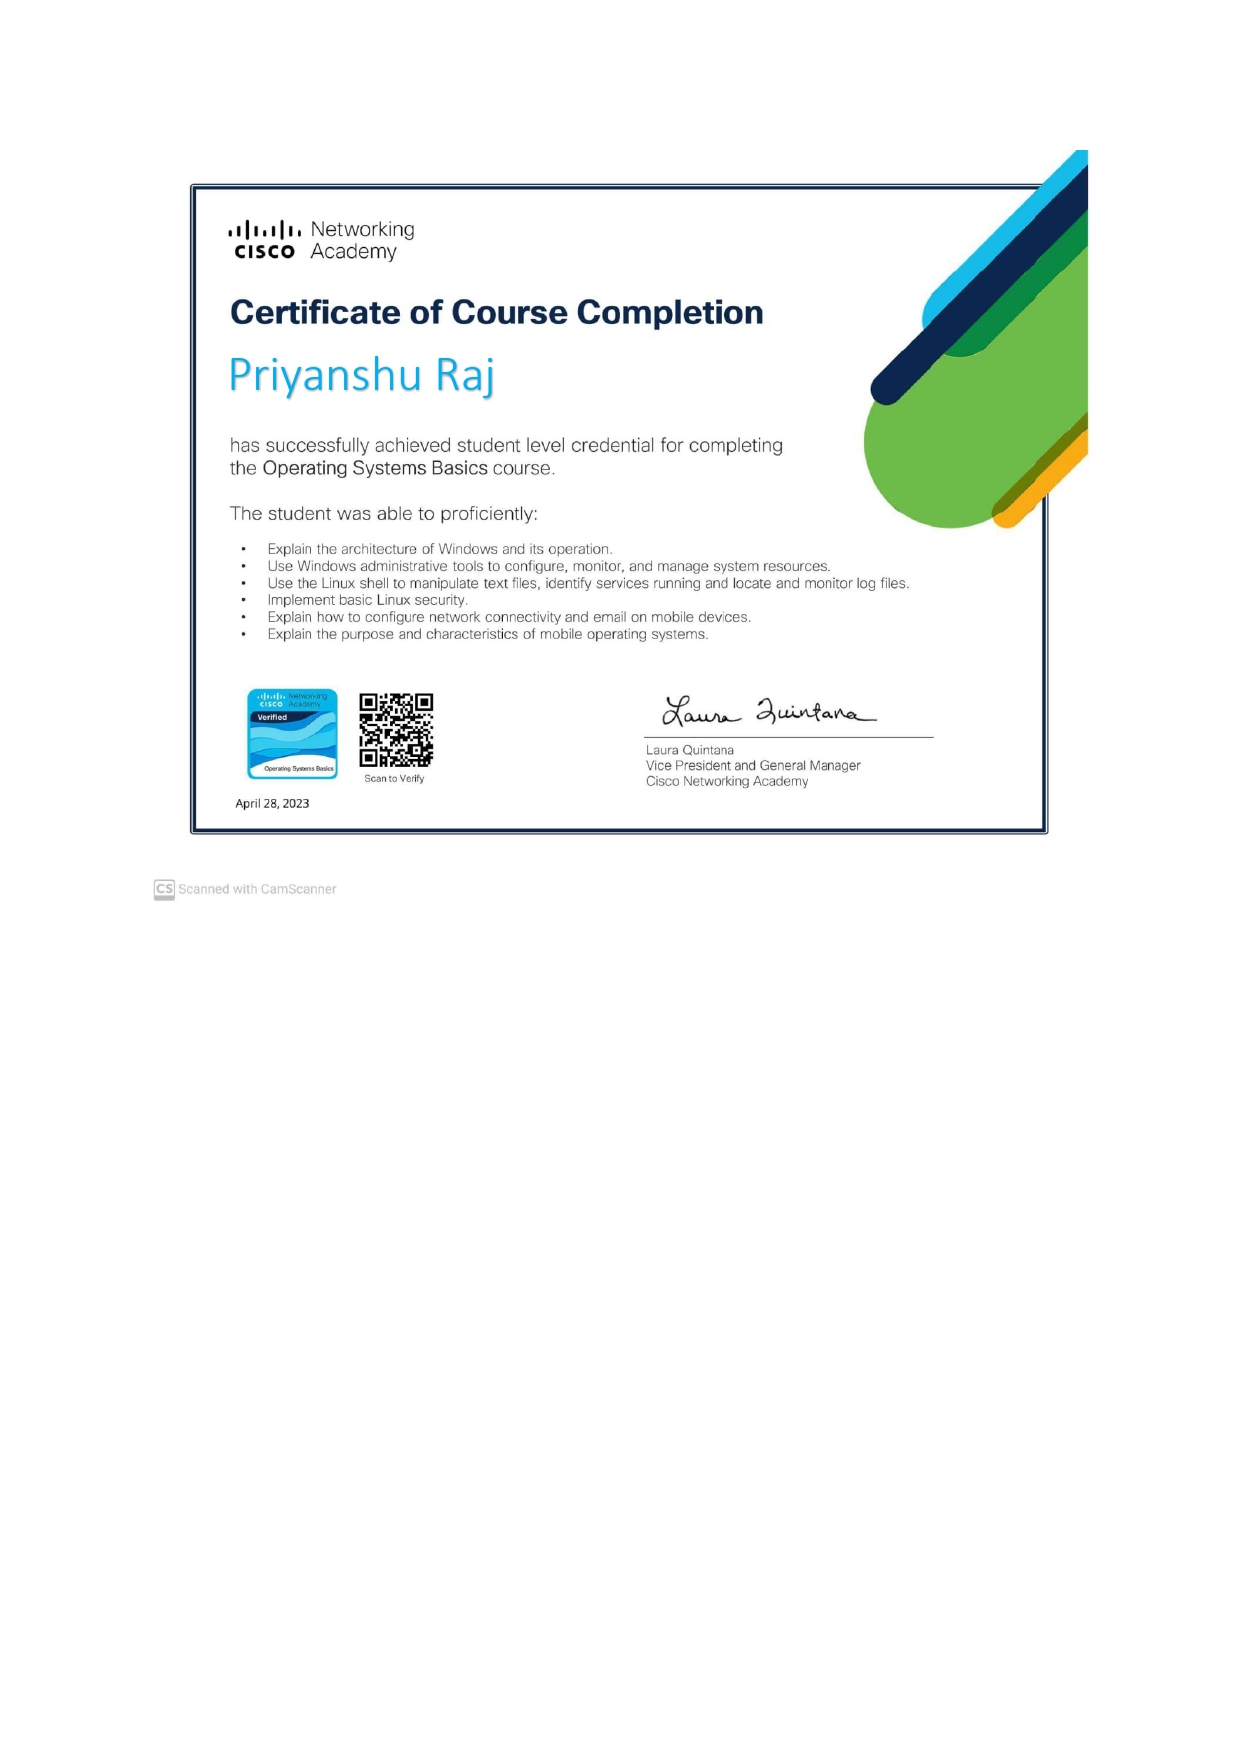 Networking
CISCO Academy
Certificate of Course Completion
Priyanshu Raj
has successfully achieved student level credential for completing
the Operating Systems Basics course.
The student was able to proficiently:
• Explain the architecture of Windows and its operation.
• Use Windows administrative tools to configure, monitor, and manage system resources.
• Use the Linux shell to manipulate text files, identify services running and locate and monitor log files.
• Implement basic Linux security.
• Explain how to configure network connectivity and email on mobile devices.
• Explain the purpose and characteristics of mobile operating systems.
Networking
CISCO Academy
Verified
Operating Systems Basics
Scan to Verify
April 28, 2023
Laura Quintana
Laura Quintana
Vice President and General Manager
Cisco Networking Academy
CS Scanned with CamScanner